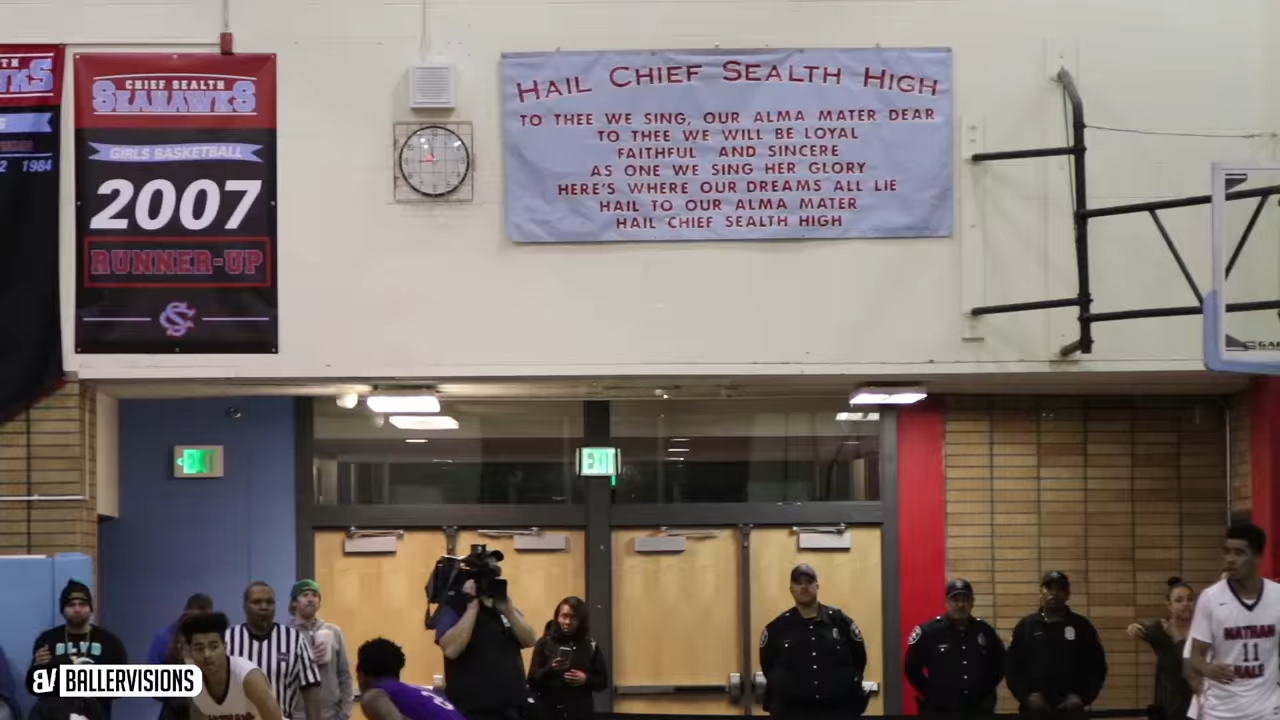 CHIEF SEALTH
SEAHAWKS
GIRLS BASKETBALL
2007
RUNNER-UP
SC
1984
HAIL CHIEF SEALTH HIGH
TO THEE WE SING, OUR ALMA MATER DEAR
TO THEE WE WILL BE LOYAL
FAITHFUL AND SINCERE
AS ONE WE SING HER GLORY
HERE'S WHERE OUR DREAMS ALL LIE
HAIL TO OUR ALMA MATER
HAIL CHIEF SEALTH HIGH
EXIT
EXIT
BLVD
NATHAN
11
HALE
BV BALLERVISIONS